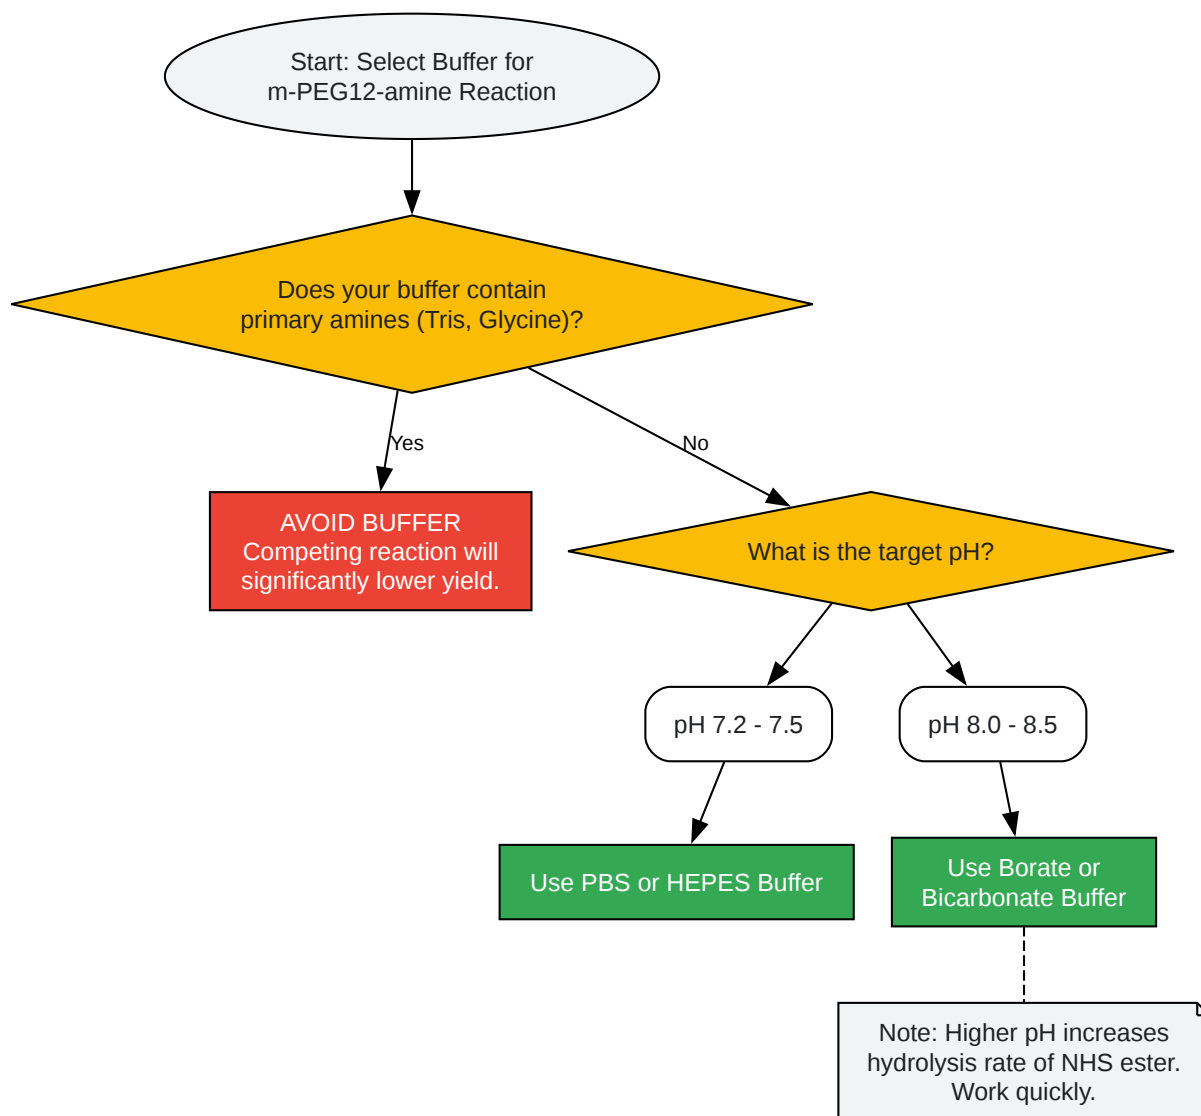 Start: Select Buffer for
m-PEG12-amine Reaction
Does your buffer contain
primary amines (Tris, Glycine)?
Yes
No
AVOID BUFFER
Competing reaction will
significantly lower yield.
What is the target pH?
pH 7.2 - 7.5
pH 8.0 - 8.5
Use PBS or HEPES Buffer
Use Borate or
Bicarbonate Buffer
Note: Higher pH increases
hydrolysis rate of NHS ester.
Work quickly.